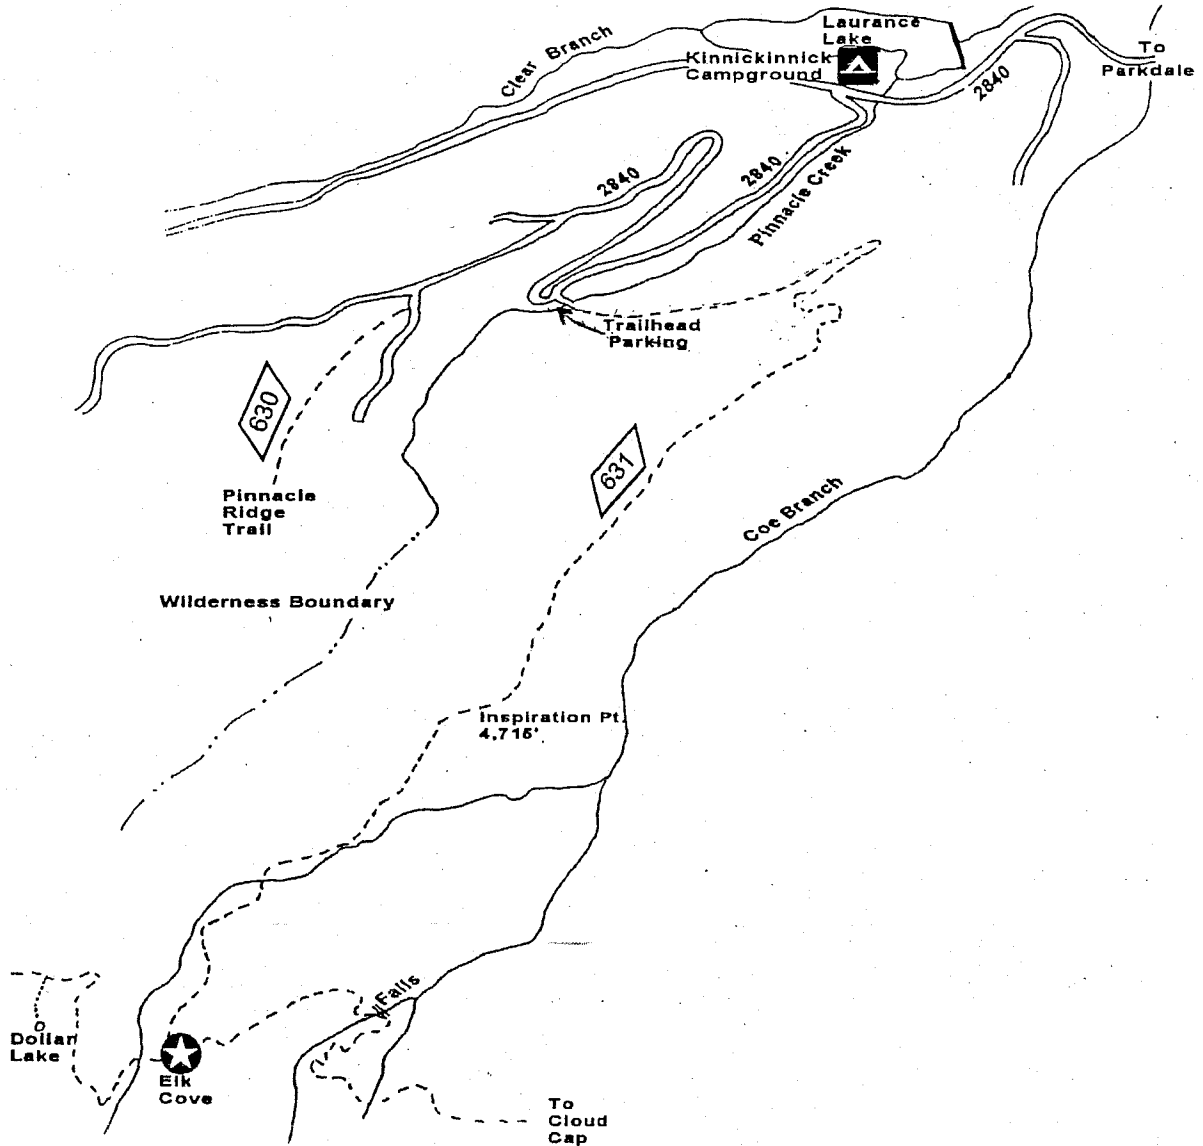 Laurance
Lake
Clear Branch
Kinnickinnick
Campground
To
Parkdale
2840
2840
2840
Pinnacle Creek
Trailhead
Parking
630
631
Pinnacle
Ridge
Trail
Coe Branch
Wilderness Boundary
Inspiration Pt.
4,715'
Falls
Dollar
Lake
Elk
Cove
To
Cloud
Cap